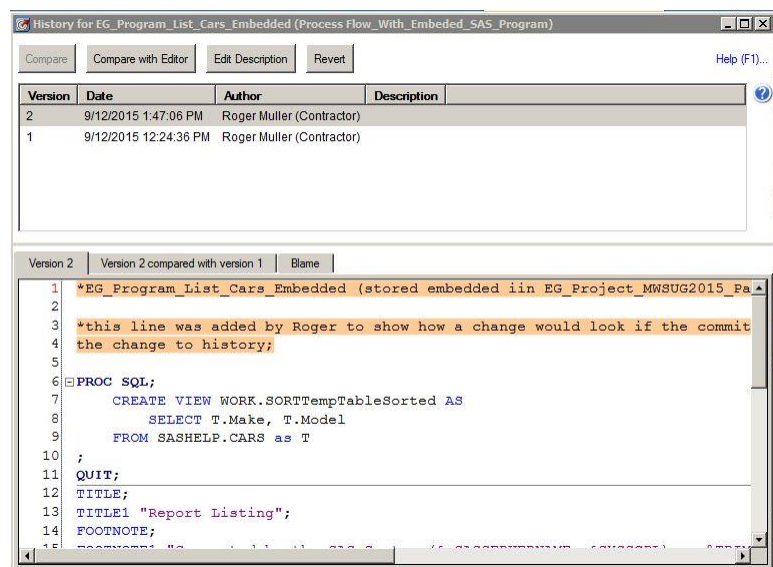 History for EG_Program_List_Cars_Embedded (Process Flow_With_Embeded_SAS_Program)
Compare Compare with Editor Edit Description Revert Help (F1)...
Version Date Author Description
2 9/12/2015 1:47:06 PM Roger Muller (Contractor)
1 9/12/2015 12:24:36 PM Roger Muller (Contractor)
Version 2 Version 2 compared with version 1 Blame
1 *EG_Program_List_Cars_Embedded (stored embedded iin EG_Project_MWSUG2015_Pa
2
3 *this line was added by Roger to show how a change would look if the commit
4 the change to history;
5
6 PROC SQL;
7 CREATE VIEW WORK.SORTTempTableSorted AS
8 SELECT T.Make, T.Model
9 FROM SASHELP.CARS as T
10 ;
11 QUIT;
12 TITLE;
13 TITLE1 "Report Listing";
14 FOOTNOTE;